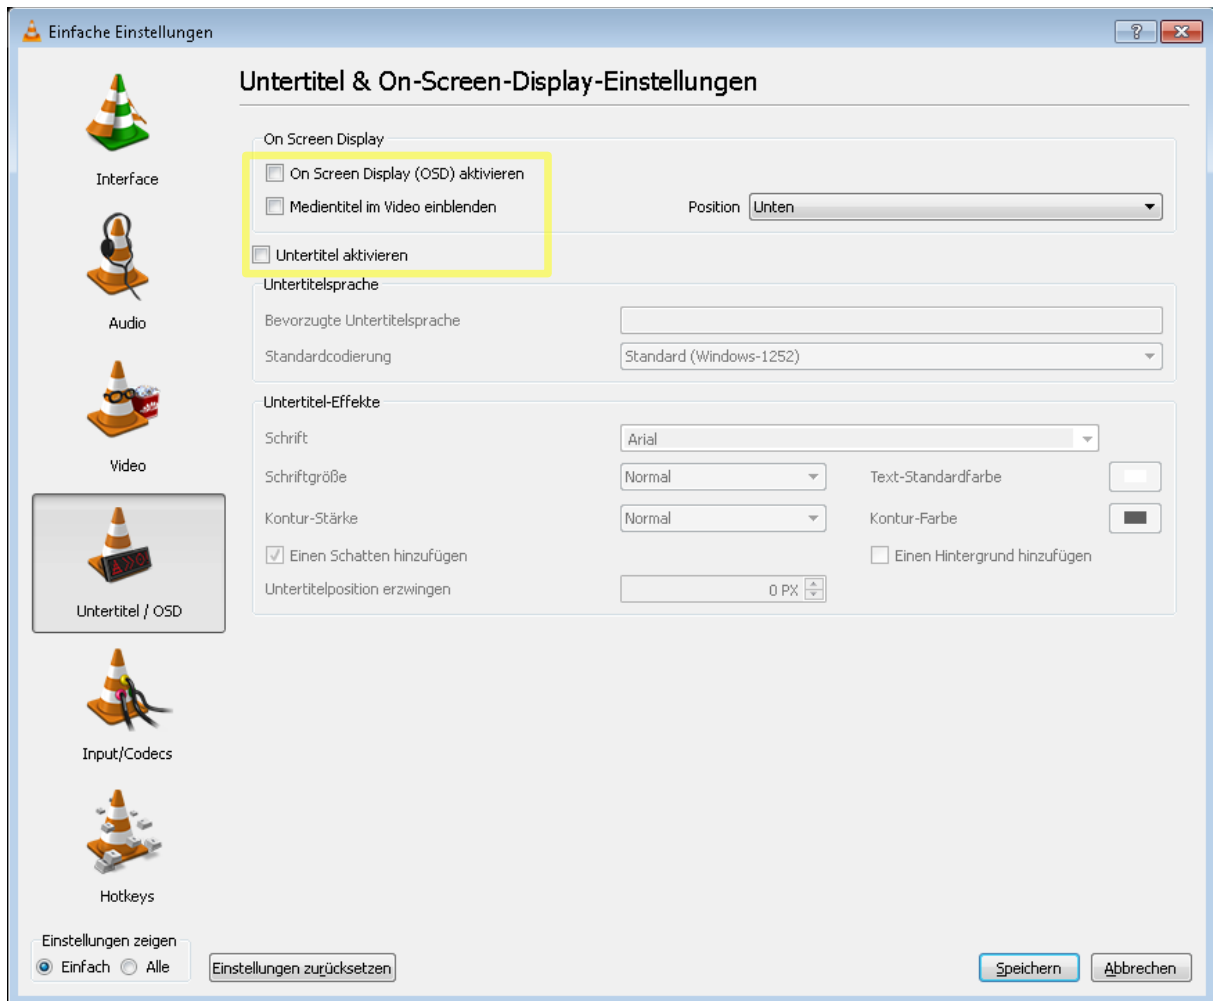 Einfache Einstellungen
Untertitel & On-Screen-Display-Einstellungen
Interface
Audio
Video
Untertitel / OSD
Input/Codecs
Hotkeys
On Screen Display
On Screen Display (OSD) aktivieren
Medientitel im Video einblenden Position Unten
Untertitel aktivieren
Untertitelsprache
Bevorzugte Untertitelsprache
Standardcodierung Standard (Windows-1252)
Untertitel-Effekte
Schrift Arial
Schriftgröße Normal Text-Standardfarbe
Kontur-Stärke Normal Kontur-Farbe
Einen Schatten hinzufügen Einen Hintergrund hinzufügen
Untertitelposition erzwingen 0 PX
Einstellungen zeigen
Einfach Alle Einstellungen zurücksetzen Speichern Abbrechen